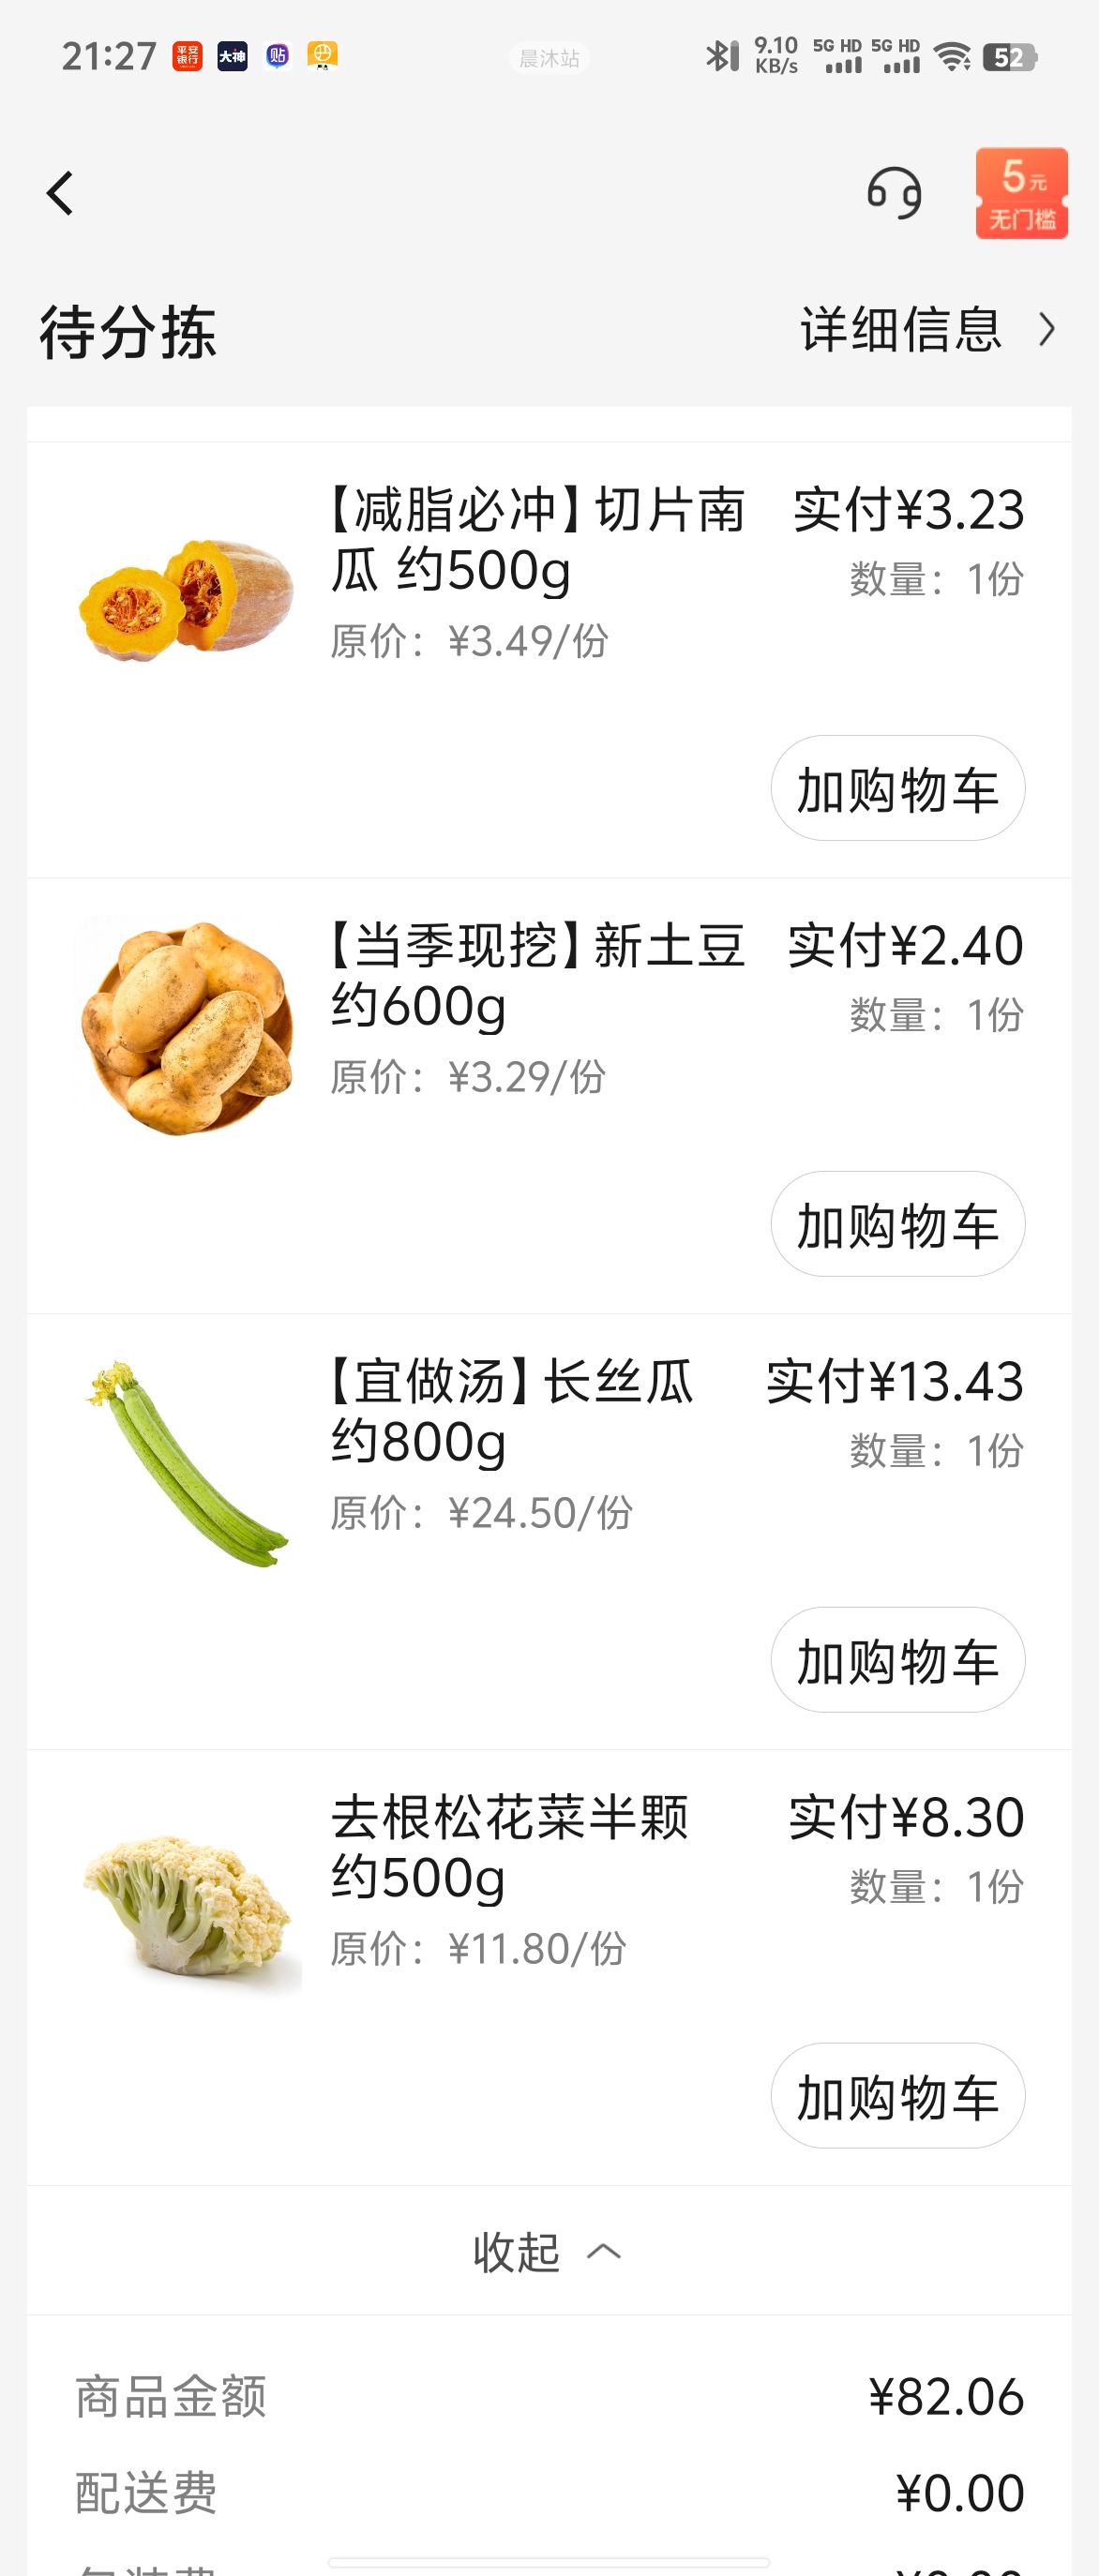 21:27
平安
银行
大神
贴
晨沐站
9.10
KB/s
5G HD 5G HD
52
5元
无门槛
待分拣
详细信息
【减脂必冲】切片南
瓜 约500g
实付¥3.23
数量：1份
原价：¥3.49/份
加购物车
【当季现挖】新土豆
约600g
实付¥2.40
数量：1份
原价：¥3.29/份
加购物车
【宜做汤】长丝瓜
约800g
实付¥13.43
数量：1份
原价：¥24.50/份
加购物车
去根松花菜半颗
约500g
实付¥8.30
数量：1份
原价：¥11.80/份
加购物车
收起
商品金额
¥82.06
配送费
¥0.00